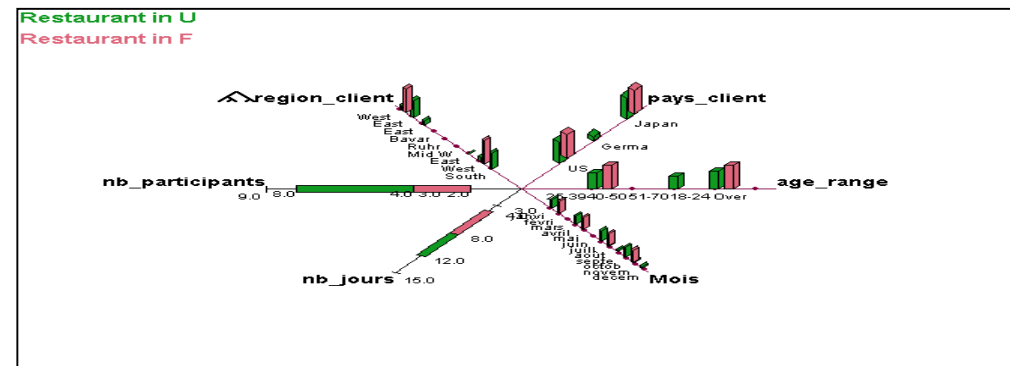 Restaurant in U
Restaurant in F
region_client
pays_client
West
East
East
Bavar
Ruhr
Mid W
East
West
South
Japan
Germa
US
nb_participants
age_range
9.0 8.0 4.0 3.0 2.0
25-39 40-50 51-70 18-24 Over
3.0
8.0
12.0
15.0
nb_jours
fevri
mars
avril
mai
juin
juill
aout
septe
ottob
novem
decem
Mois